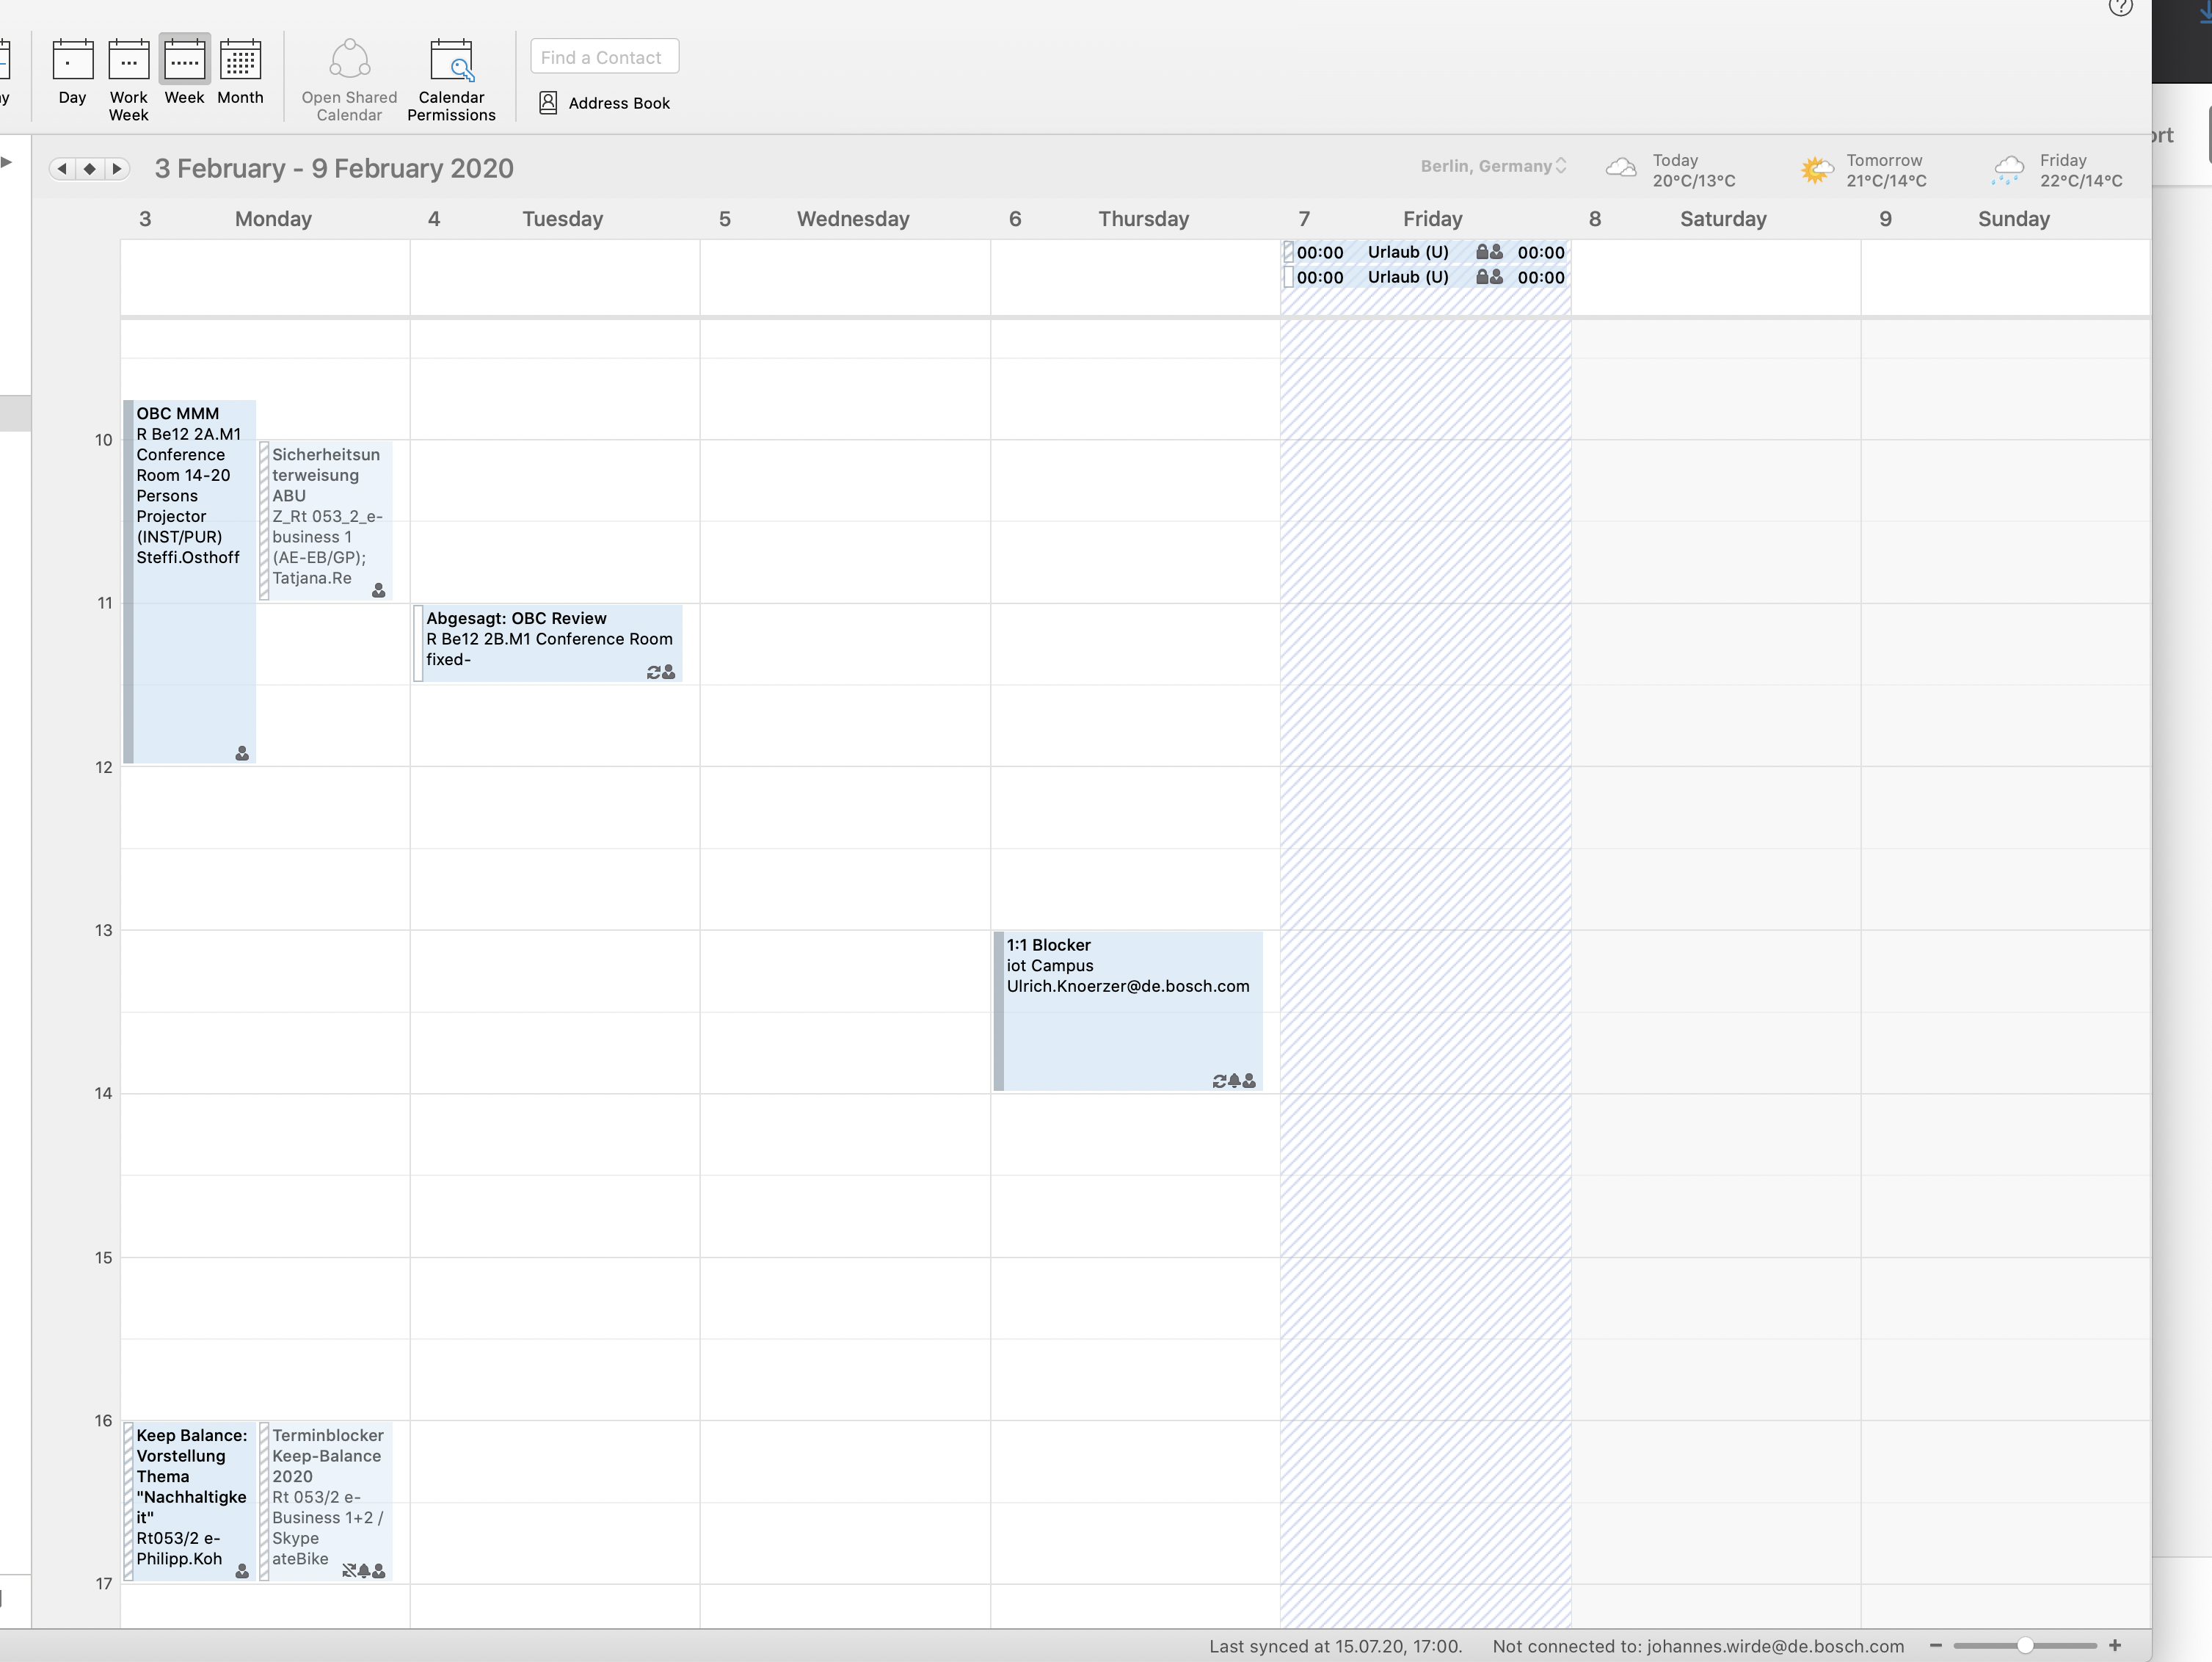 Day
Work
Week
Week
Month
Open Shared
Calendar
Calendar
Permissions
Find a Contact
Address Book
3 February - 9 February 2020
Berlin, Germany
Today
20°C/13°C
Tomorrow
21°C/14°C
Friday
22°C/14°C
3 Monday
4 Tuesday
5 Wednesday
6 Thursday
7 Friday
8 Saturday
9 Sunday
00:00 Urlaub (U) 00:00
00:00 Urlaub (U) 00:00
10
11
12
13
14
15
16
17
OBC MMM
R Be12 2A.M1
Conference
Room 14-20
Persons
Projector
(INST/PUR)
Steffi.Osthoff
Sicherheitsun
terweisung
ABU
Z_Rt 053_2_e-
business 1
(AE-EB/GP);
Tatjana.Re
Abgesagt: OBC Review
R Be12 2B.M1 Conference Room
fixed-
1:1 Blocker
iot Campus
Ulrich.Knoerzer@de.bosch.com
Keep Balance:
Vorstellung
Thema
"Nachhaltigke
it"
Rt053/2 e-
Philipp.Koh
Terminblocker
Keep-Balance
2020
Rt 053/2 e-
Business 1+2 /
Skype
ateBike
Last synced at 15.07.20, 17:00. Not connected to: johannes.wirde@de.bosch.com